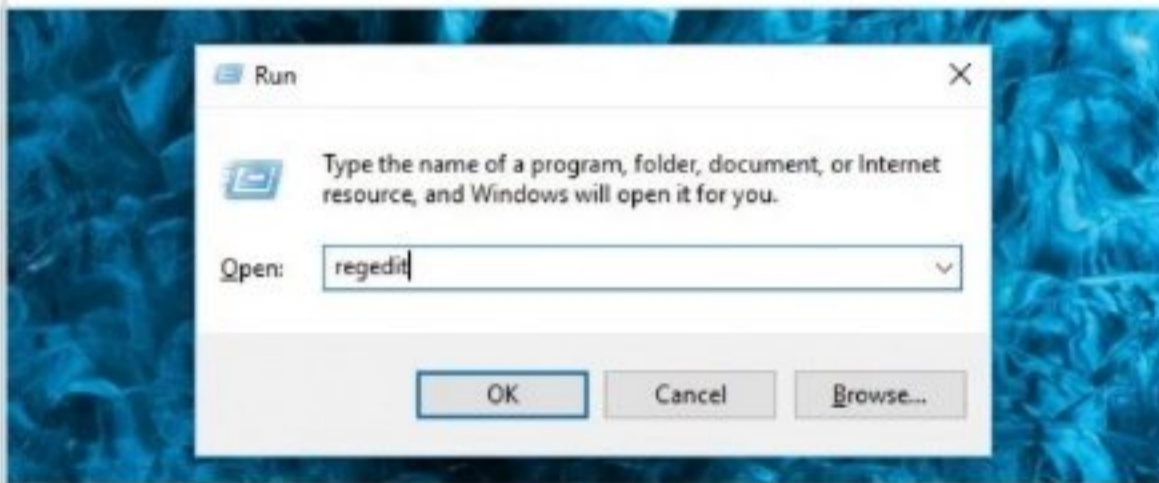 Run
Type the name of a program, folder, document, or Internet
resource, and Windows will open it for you.
Open: regedit
OK Cancel Browse...